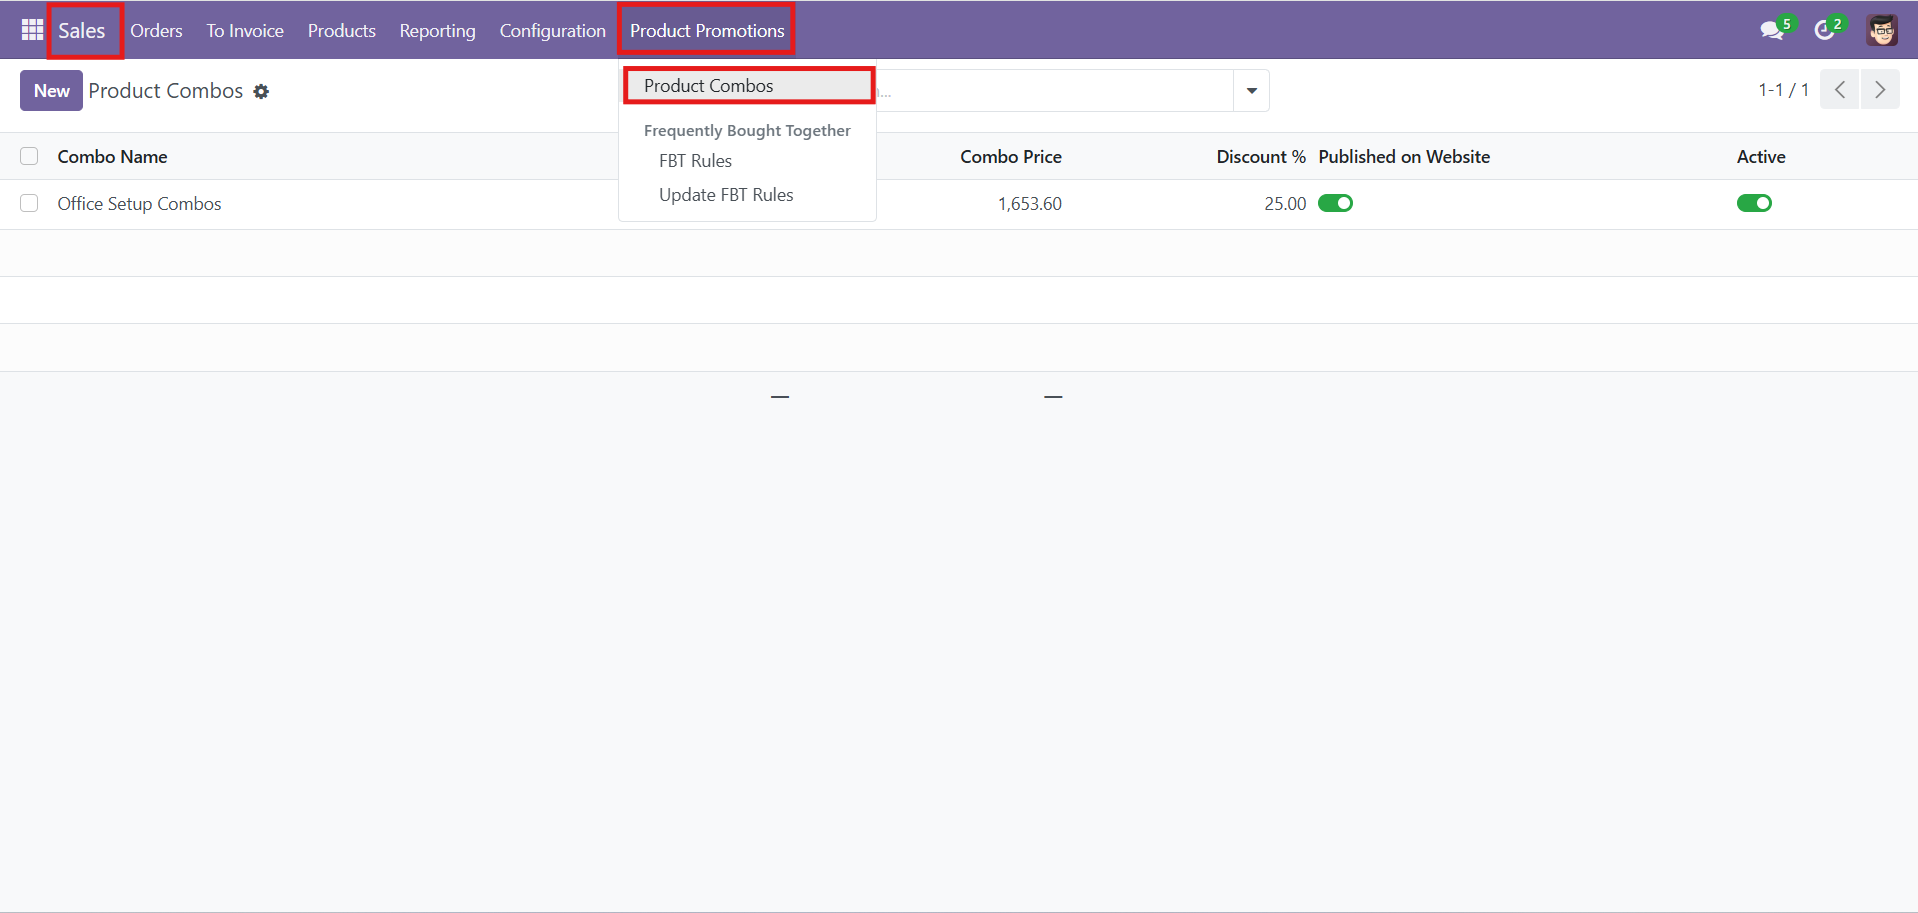 Sales Orders To Invoice Products Reporting Configuration Product Promotions 5 2
New Product Combos Product Combos ... 1-1 / 1
Frequently Bought Together
FBT Rules
Update FBT Rules
Combo Name Combo Price Discount % Published on Website Active
Office Setup Combos 1,653.60 25.00
— —